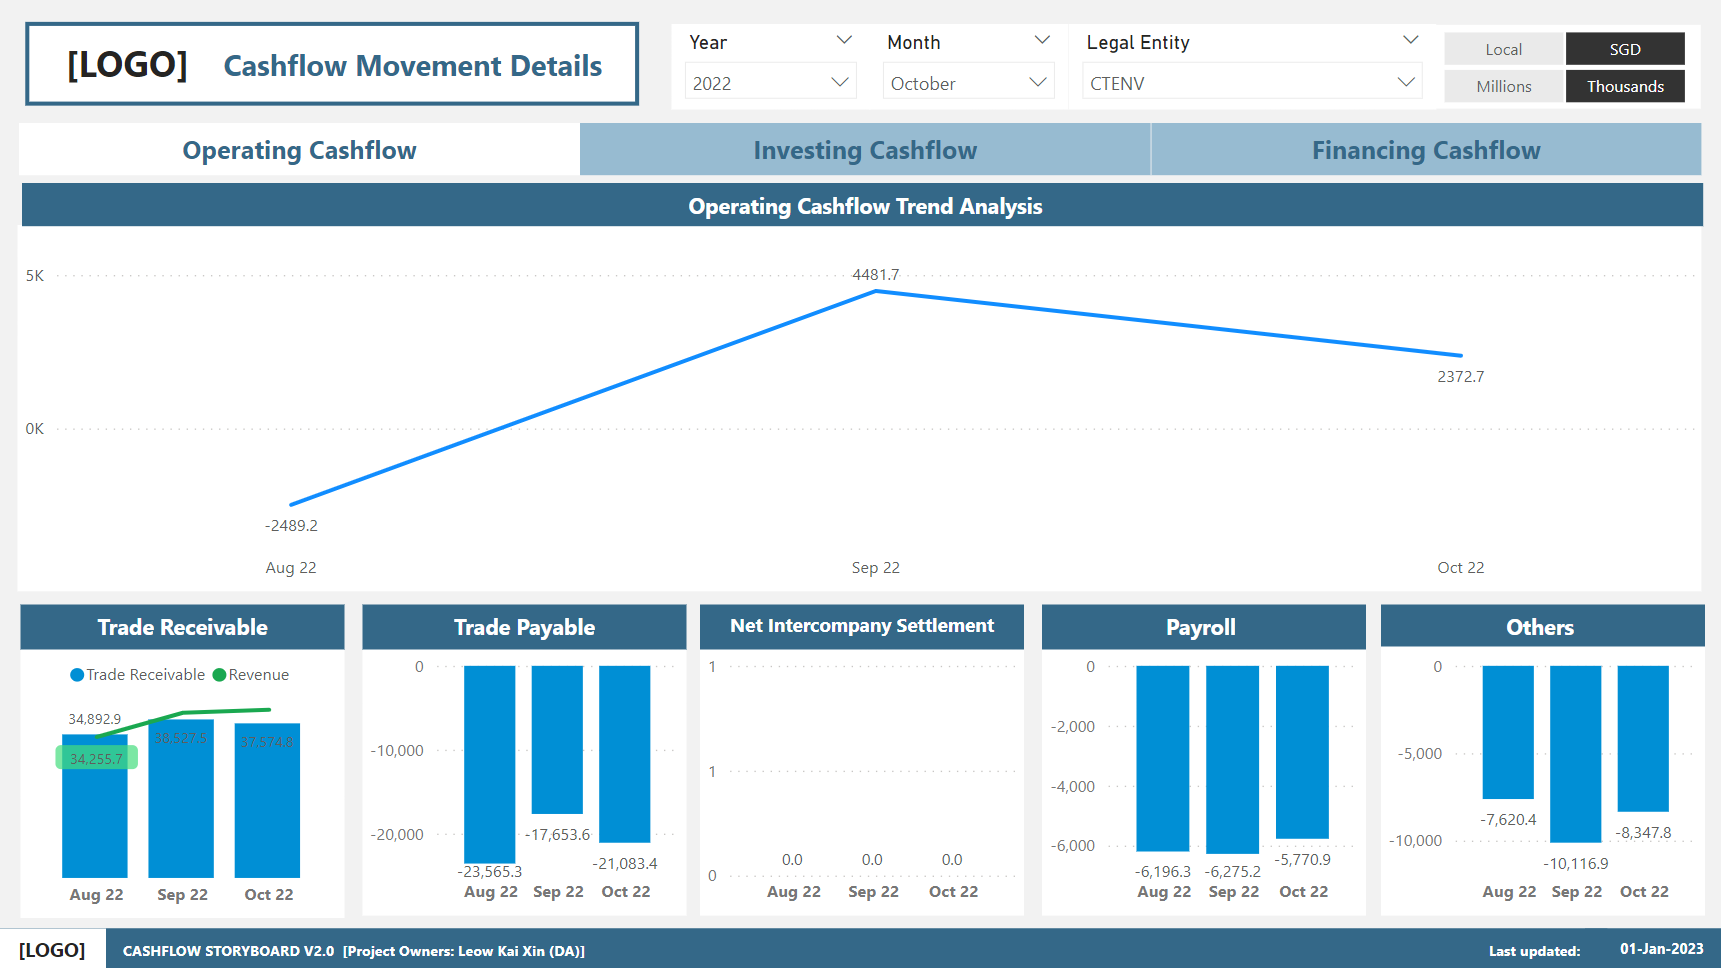 [LOGO] Cashflow Movement Details
Year Month Legal Entity
2022 October CTENV
Local SGD
Millions Thousands
Operating Cashflow Investing Cashflow Financing Cashflow
Operating Cashflow Trend Analysis
5K
0K
4481.7
2372.7
-2489.2
Aug 22 Sep 22 Oct 22
Trade Receivable
Trade Receivable Revenue
34,892.9
38,527.5 37,574.8
34,255.7
Aug 22 Sep 22 Oct 22
Trade Payable
0
-10,000
-20,000
-17,653.6
-21,083.4
-23,565.3
Aug 22 Sep 22 Oct 22
Net Intercompany Settlement
1
1
0
0.0 0.0 0.0
Aug 22 Sep 22 Oct 22
Payroll
0
-2,000
-4,000
-6,000
-5,770.9
-6,196.3 -6,275.2
Aug 22 Sep 22 Oct 22
Others
0
-5,000
-10,000
-7,620.4
-8,347.8
-10,116.9
Aug 22 Sep 22 Oct 22
[LOGO] CASHFLOW STORYBOARD V2.0 [Project Owners: Leow Kai Xin (DA)] Last updated: 01-Jan-2023